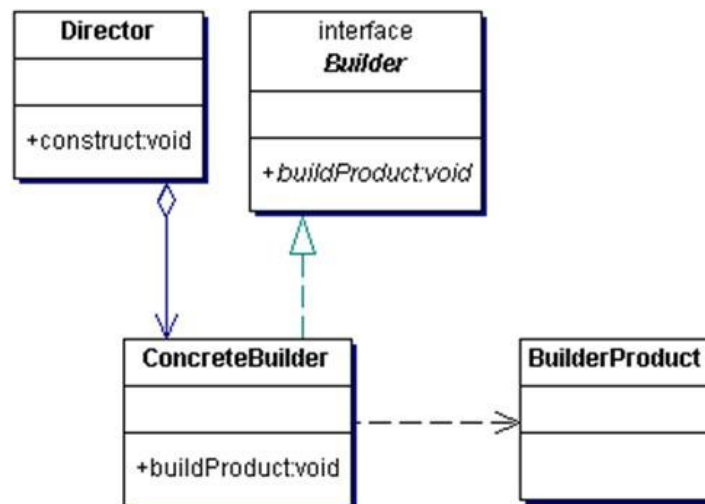 Director
+construct:void
interface
Builder
+buildProduct:void
ConcreteBuilder
+buildProduct:void
BuilderProduct